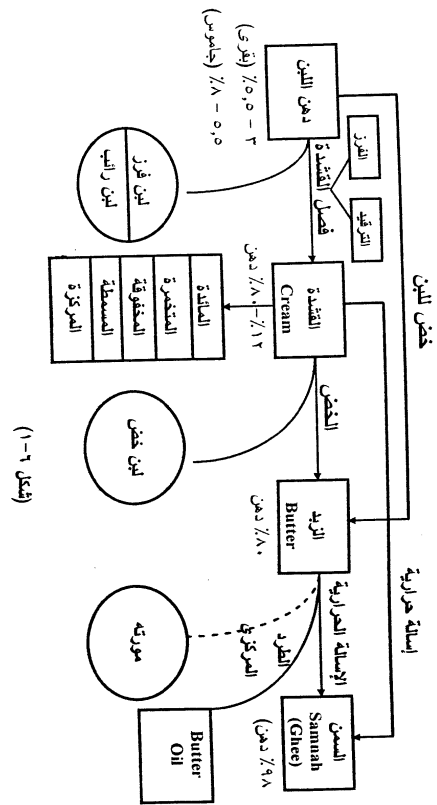 خض اللبن
إسالة حرارية
الفرز
الترقيد
دهن اللبن
٣ – ٥,٥٪ (بقرى)
٥,٥ – ٨٪ (جاموس)
فصل القشدة
لبن فرز
لبن رائب
القشدة
Cream
١٢٪–٨٠٪ دهن
المائدة
المتخمرة
المخفوقة
المسمطة
المركزة
الخض
لبن خض
الزبد
Butter
٨٠٪ دهن
الإسالة الحرارية
الطرد
المركزي
مورته
السمن
Samnah
(Ghee)
٩٨٪ دهن)
Butter
Oil
(شكل ٦-١)